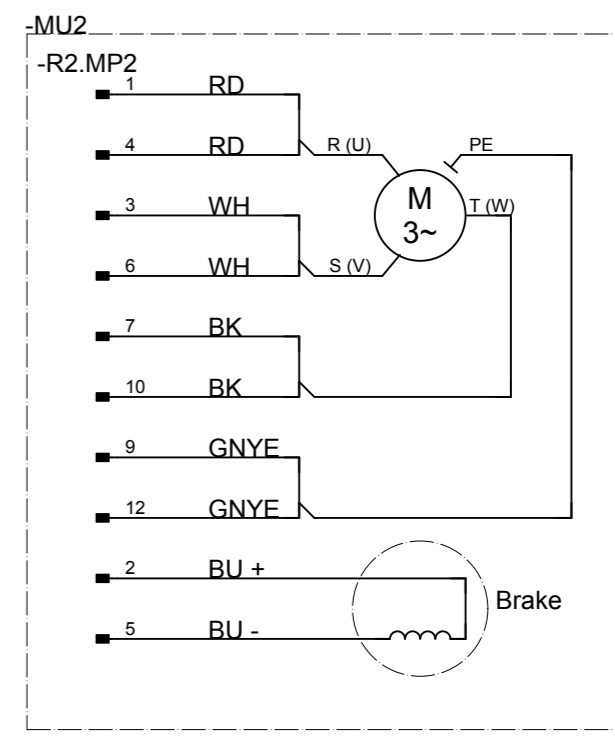 -MU2
-R2.MP2
1 RD
4 RD R (U) PE
3 WH M 3~ T (W)
6 WH S (V)
7 BK
10 BK
9 GNYE
12 GNYE
2 BU +
Brake
5 BU -